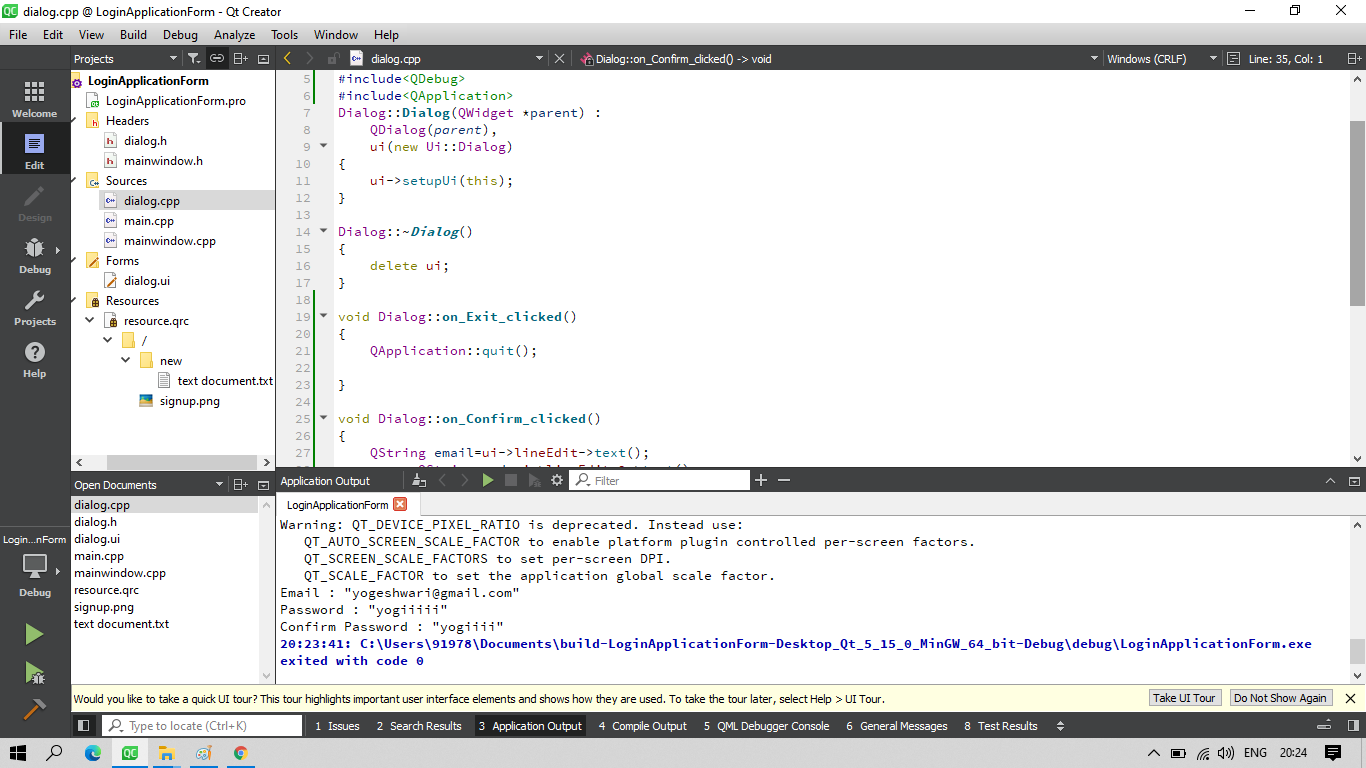 dialog.cpp @ LoginApplicationForm - Qt Creator
File Edit View Build Debug Analyze Tools Window Help
Projects
dialog.cpp
Dialog::on_Confirm_clicked() -> void
Windows (CRLF)
Line: 35, Col: 1
Welcome
Edit
Design
Debug
Projects
Help
LoginApplicationForm
LoginApplicationForm.pro
Headers
dialog.h
mainwindow.h
Sources
dialog.cpp
main.cpp
mainwindow.cpp
Forms
dialog.ui
Resources
resource.qrc
/
new
text document.txt
signup.png
5 #include<QDebug>
6 #include<QApplication>
7 Dialog::Dialog(QWidget *parent) :
8 QDialog(parent),
9 ui(new Ui::Dialog)
10 {
11 ui->setupUi(this);
12 }
13
14 Dialog::~Dialog()
15 {
16 delete ui;
17 }
18
19 void Dialog::on_Exit_clicked()
20 {
21 QApplication::quit();
22
23 }
24
25 void Dialog::on_Confirm_clicked()
26 {
27 QString email=ui->lineEdit->text();
Open Documents
dialog.cpp
dialog.h
dialog.ui
main.cpp
mainwindow.cpp
resource.qrc
signup.png
text document.txt
Login...nForm
Debug
Application Output
Filter
LoginApplicationForm
Warning: QT_DEVICE_PIXEL_RATIO is deprecated. Instead use:
QT_AUTO_SCREEN_SCALE_FACTOR to enable platform plugin controlled per-screen factors.
QT_SCREEN_SCALE_FACTORS to set per-screen DPI.
QT_SCALE_FACTOR to set the application global scale factor.
Email : "yogeshwari@gmail.com"
Password : "yogiiiii"
Confirm Password : "yogiiii"
20:23:41: C:\Users\91978\Documents\build-LoginApplicationForm-Desktop_Qt_5_15_0_MinGW_64_bit-Debug\debug\LoginApplicationForm.exe
exited with code 0
Would you like to take a quick UI tour? This tour highlights important user interface elements and shows how they are used. To take the tour later, select Help > UI Tour.
Take UI Tour
Do Not Show Again
Type to locate (Ctrl+K)
1 Issues 2 Search Results 3 Application Output 4 Compile Output 5 QML Debugger Console 6 General Messages 8 Test Results
ENG 20:24